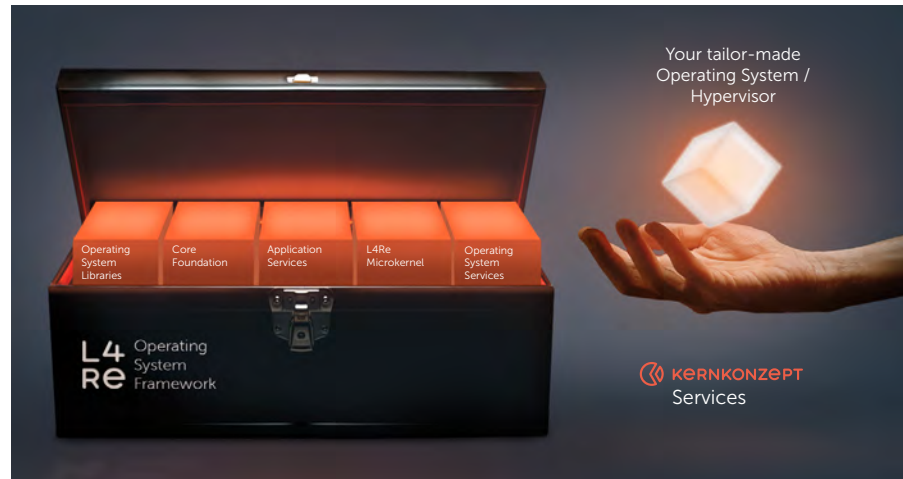 Your tailor-made
Operating System /
Hypervisor
Operating
System
Libraries
Core
Foundation
Application
Services
L4Re
Microkernel
Operating
System
Services
L4
Re
Operating
System
Framework
KERNKONZEPT
Services